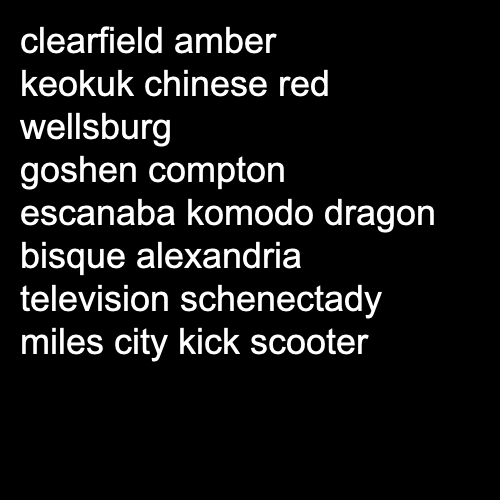 clearfield amber
keokuk chinese red
wellsburg
goshen compton
escanaba komodo dragon
bisque alexandria
television schenectady
miles city kick scooter